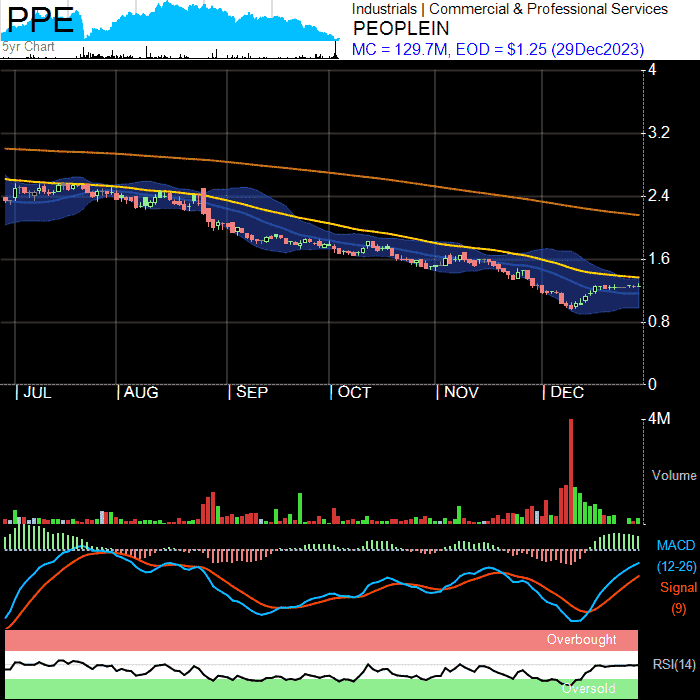 PPE
5yr Chart
Industrials | Commercial & Professional Services
PEOPLEIN
MC = 129.7M, EOD = $1.25 (29Dec2023)
4
3.2
2.4
1.6
0.8
0
JUL AUG SEP OCT NOV DEC
4M
Volume
MACD
(12-26)
Signal
(9)
Overbought
RSI(14)
Oversold